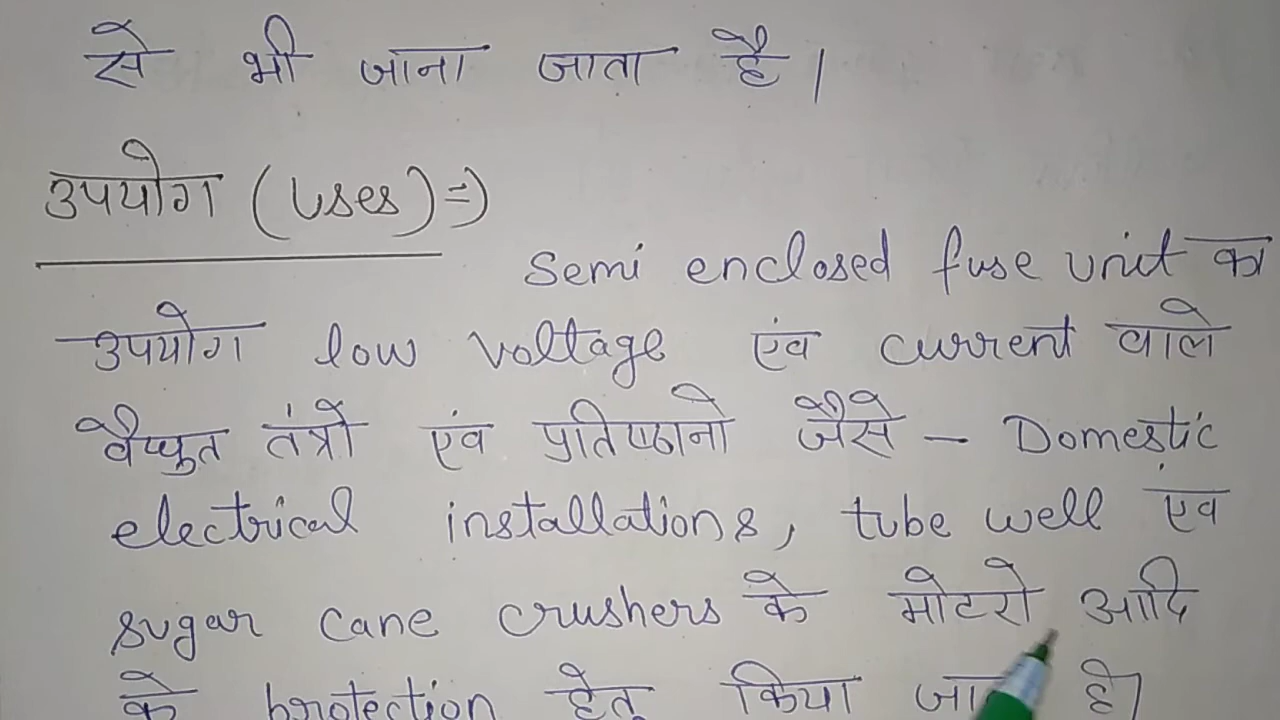 से भी जाना जाता है।
उपयोग (Uses) =>
Semi enclosed fuse unit का
उपयोग low voltage एंव current वाले
वैध्युत तंत्रो एंव प्रतिष्ठानो जैसे - Domestic
electrical installations, tube well एंव
sugar cane crushers के मोटरो आदि
के protection हेतू किया है।